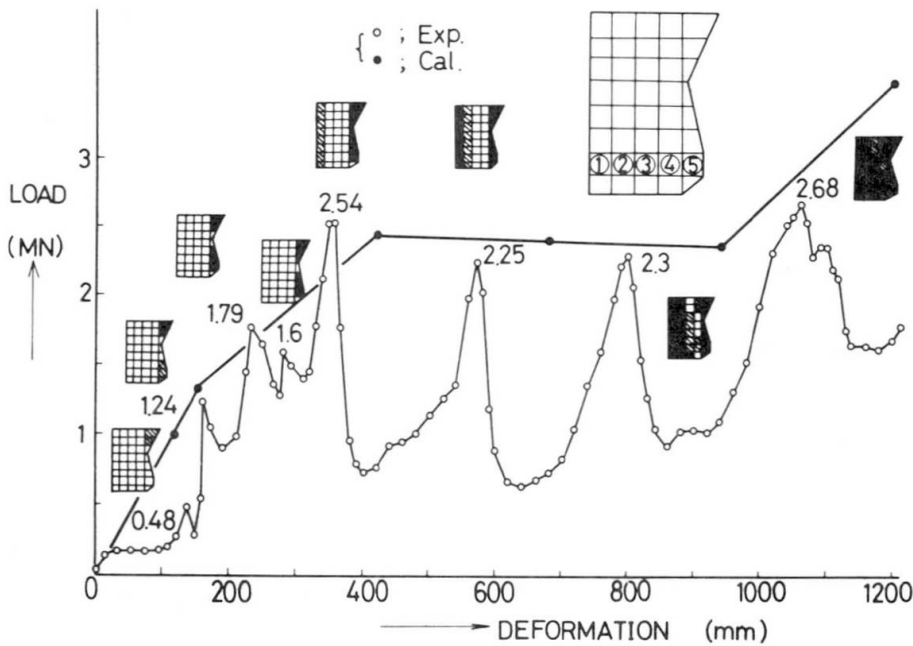 ○ ; Exp.
● ; Cal.
3
LOAD
(MN)
2
1
① ② ③ ④ ⑤
2.54
2.68
1.79
2.25
2.3
1.6
1,24
0.48
0 200 400 600 800 1000 1200
DEFORMATION (mm)